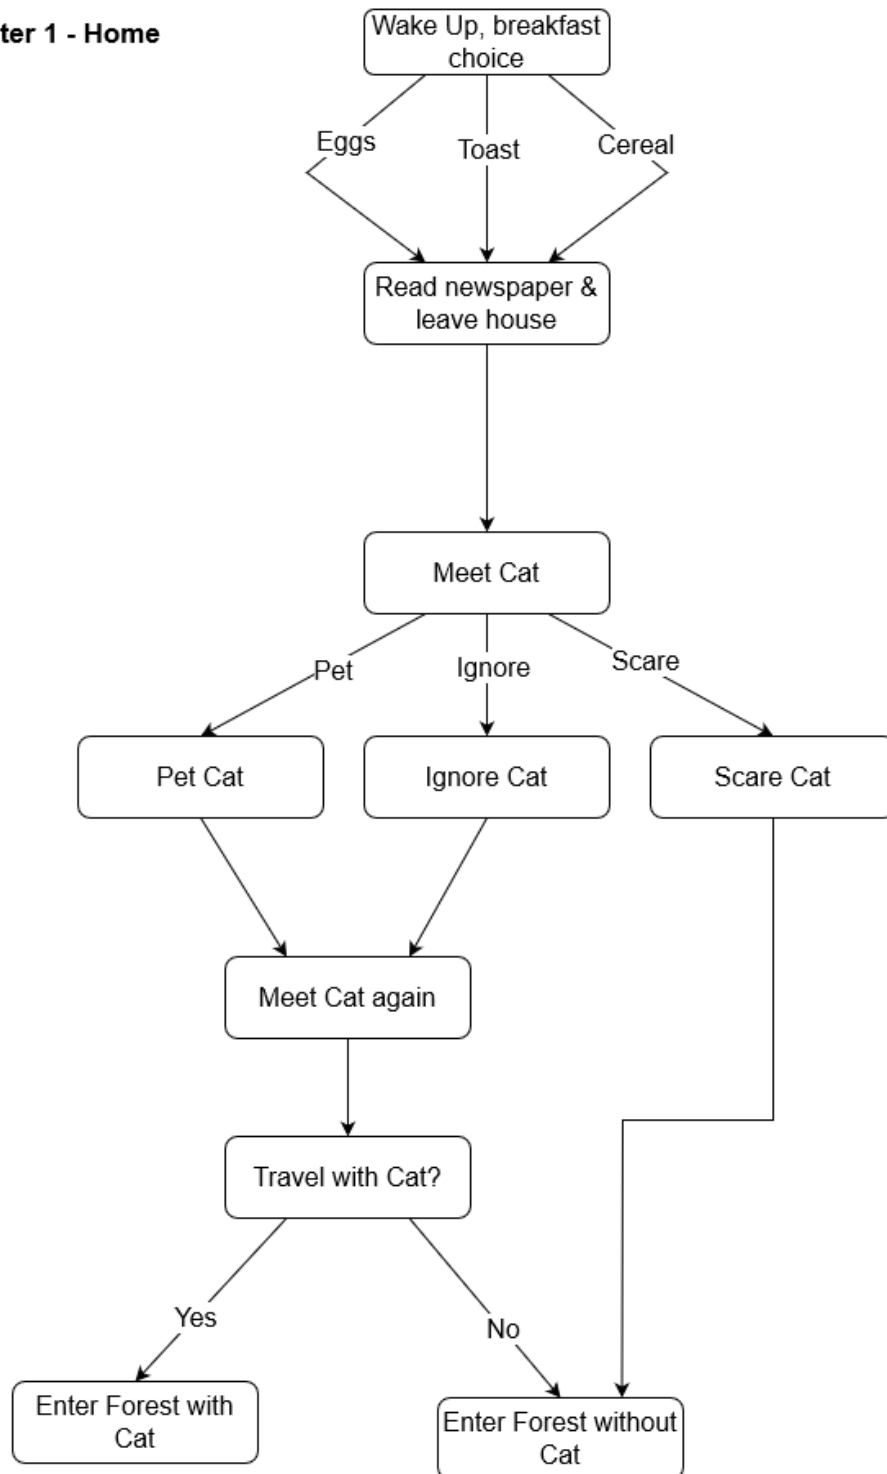 ter 1 - Home
Wake Up, breakfast
choice
Eggs
Toast
Cereal
Read newspaper &
leave house
Meet Cat
Pet
Ignore
Scare
Pet Cat
Ignore Cat
Scare Cat
Meet Cat again
Travel with Cat?
Yes
No
Enter Forest with
Cat
Enter Forest without
Cat